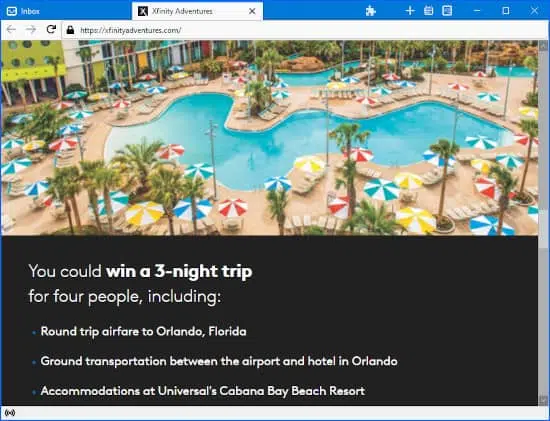 Inbox
Xfinity Adventures
https://xfinityadventures.com/
You could win a 3-night trip
for four people, including:
Round trip airfare to Orlando, Florida
Ground transportation between the airport and hotel in Orlando
Accommodations at Universal's Cabana Bay Beach Resort